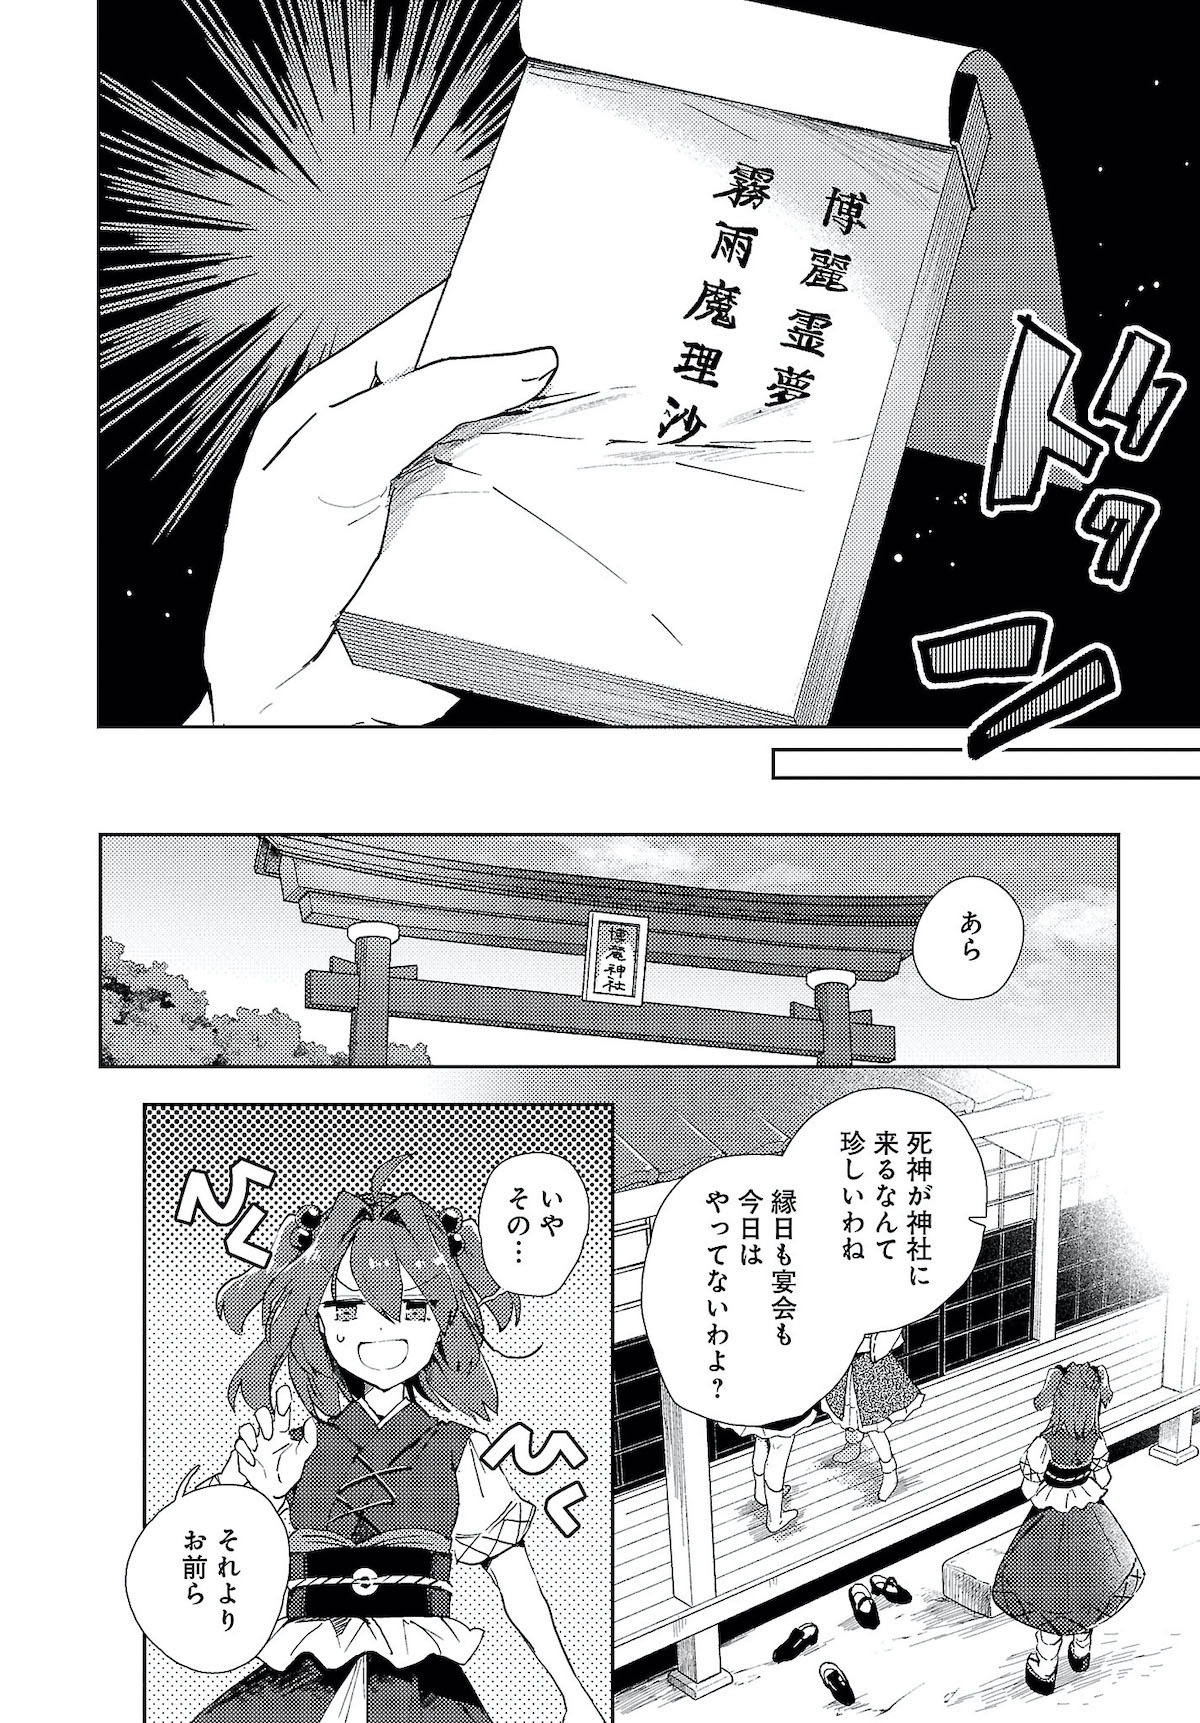 博麗霊夢
霧雨魔理沙
ドクンッ
あら
博麗神社
死神が神社に
来るなんて
珍しいわね
縁日も宴会も
今日は
やってないわよ?
いや
その…
それより
お前ら